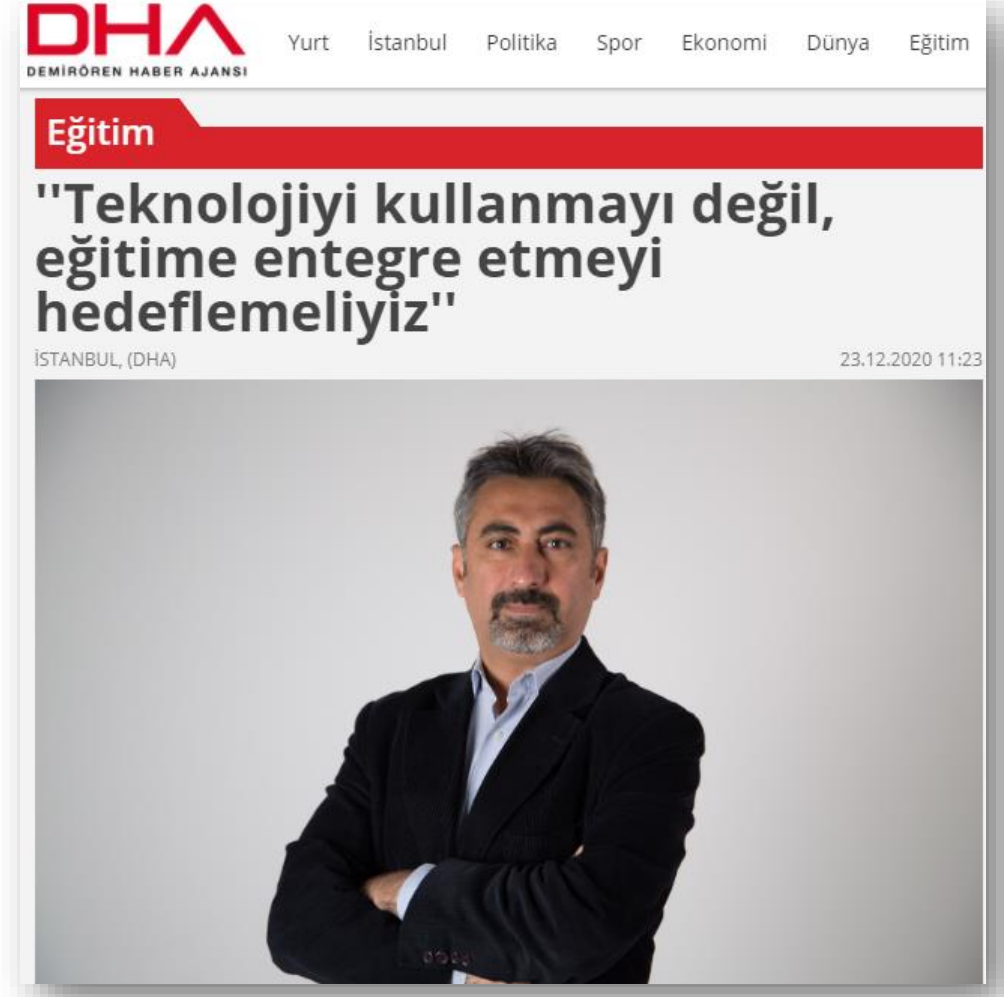 DHA
DEMİRÖREN HABER AJANSI
Yurt İstanbul Politika Spor Ekonomi Dünya Eğitim
Eğitim
''Teknolojiyi kullanmayı değil,
eğitime entegre etmeyi
hedeflemeliyiz''
İSTANBUL, (DHA) 23.12.2020 11:23